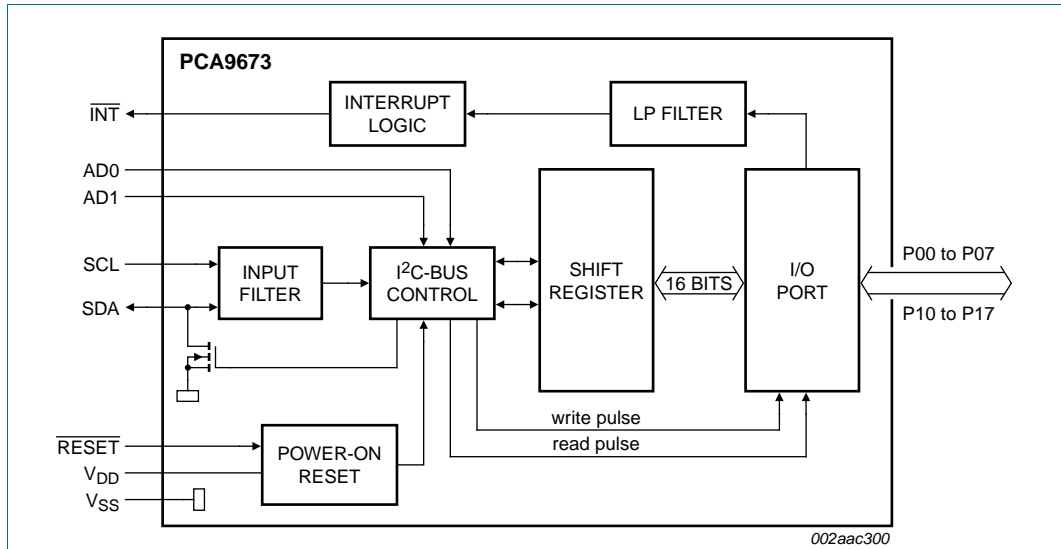 PCA9673
INT
INTERRUPT
LOGIC
LP FILTER
AD0
AD1
SCL
SDA
INPUT
FILTER
I²C-BUS
CONTROL
SHIFT
REGISTER
16 BITS
I/O
PORT
P00 to P07
P10 to P17
write pulse
read pulse
RESET
VDD
VSS
POWER-ON
RESET
002aac300